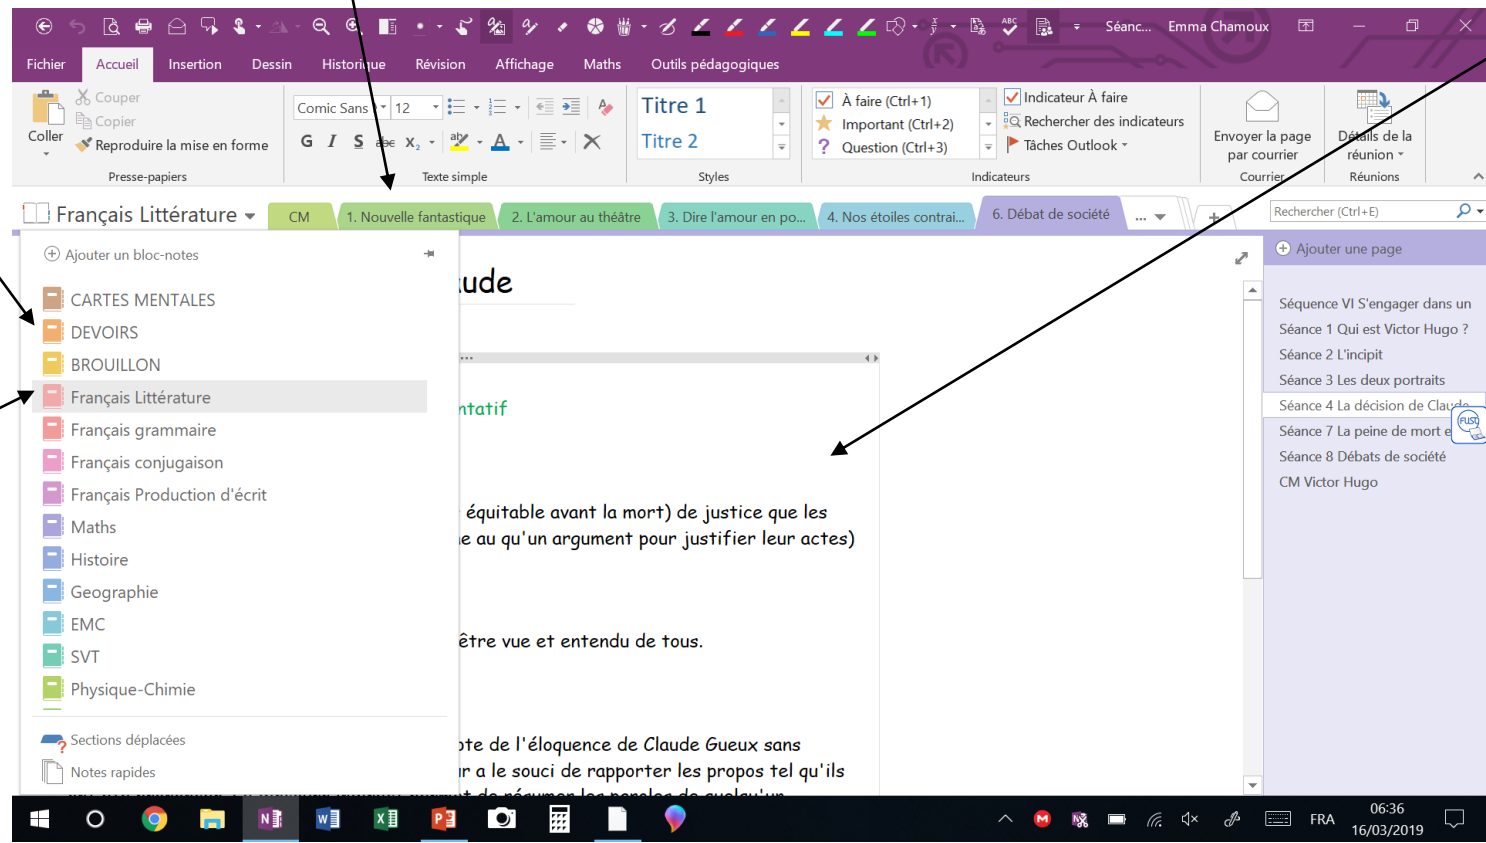 Séanc... Emma Chamoux
Fichier Accueil Insertion Dessin Historique Révision Affichage Maths Outils pédagogiques
Coller
Couper
Copier
Reproduire la mise en forme
Presse-papiers
Comic Sans 12
G I S abc X₂ aby A
Texte simple
Titre 1
Titre 2
Styles
À faire (Ctrl+1)
Important (Ctrl+2)
? Question (Ctrl+3)
Indicateur À faire
Rechercher des indicateurs
Tâches Outlook
Indicateurs
Envoyer la page
par courrier
Courrier
Détails de la
réunion
Réunions
Français Littérature
CM
1. Nouvelle fantastique
2. L'amour au théâtre
3. Dire l'amour en po...
4. Nos étoiles contrai...
6. Débat de société
...
Rechercher (Ctrl+E)
Ajouter un bloc-notes
CARTES MENTALES
DEVOIRS
BROUILLON
Français Littérature
Français grammaire
Français conjugaison
Français Production d'écrit
Maths
Histoire
Geographie
EMC
SVT
Physique-Chimie
Sections déplacées
Notes rapides
ude
ntatif
équitable avant la mort) de justice que les
e au qu'un argument pour justifier leur actes)
être vue et entendu de tous.
te de l'éloquence de Claude Gueux sans
r a le souci de rapporter les propos tel qu'ils
Ajouter une page
Séquence VI S'engager dans un
Séance 1 Qui est Victor Hugo ?
Séance 2 L'incipit
Séance 3 Les deux portraits
Séance 4 La décision de Claude
Séance 7 La peine de mort e
Séance 8 Débats de société
CM Victor Hugo
FRA
06:36
16/03/2019